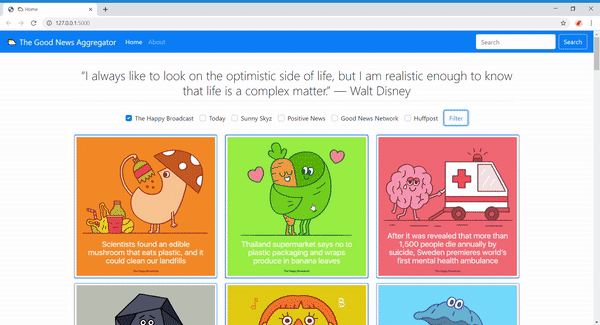 Home
127.0.0.1:5000
The Good News Aggregator
Home
About
Search
Search
“I always like to look on the optimistic side of life, but I am realistic enough to know
that life is a complex matter.” — Walt Disney
The Happy Broadcast
Today
Sunny Skyz
Positive News
Good News Network
Huffpost
Filter
Scientists found an edible
mushroom that eats plastic, and it
could clean our landfills
The Happy Broadcast
Thailand supermarket says no to
plastic packaging and wraps
produce in banana leaves
The Happy Broadcast
After it was revealed that more than
1,500 people die annually by
suicide, Sweden premieres world's
first mental health ambulance
The Happy Broadcast